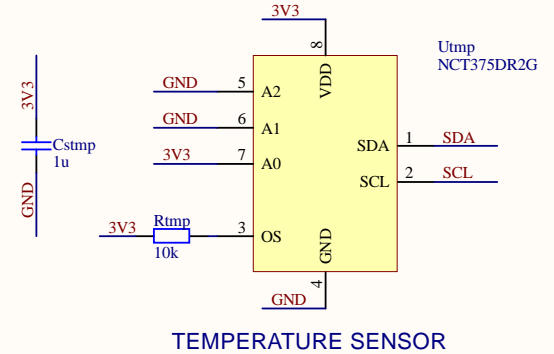 3V3
Utmp
NCT375DR2G
8
VDD
3V3
GND
5
A2
GND
6
A1
3V3
7
A0
SDA
1
SDA
SCL
2
SCL
Cstmp
1u
GND
3V3
Rtmp
10k
3
OS
GND
4
GND
TEMPERATURE SENSOR